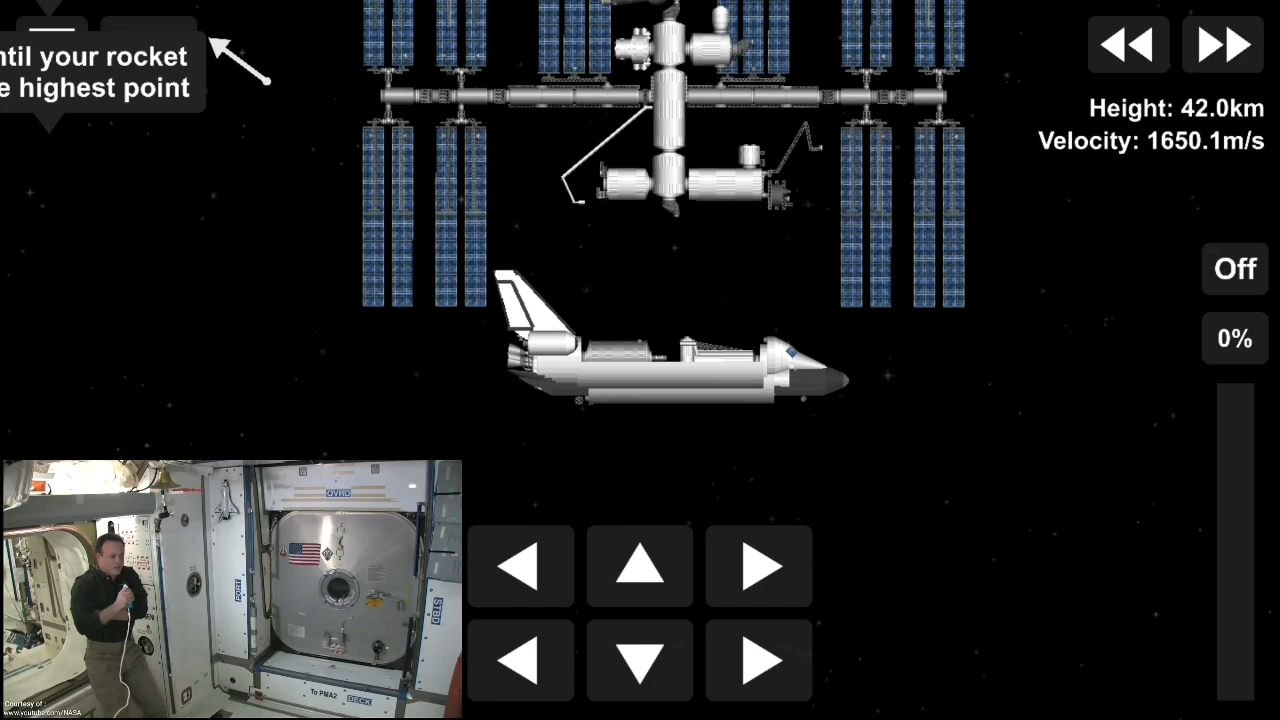 ntil your rocket
e highest point
Height: 42.0km
Velocity: 1650.1m/s
Off
0%
OVHD
PORT
STBD
To PMA2 DECK
Courtesy of :
www.youtube.com/NASA